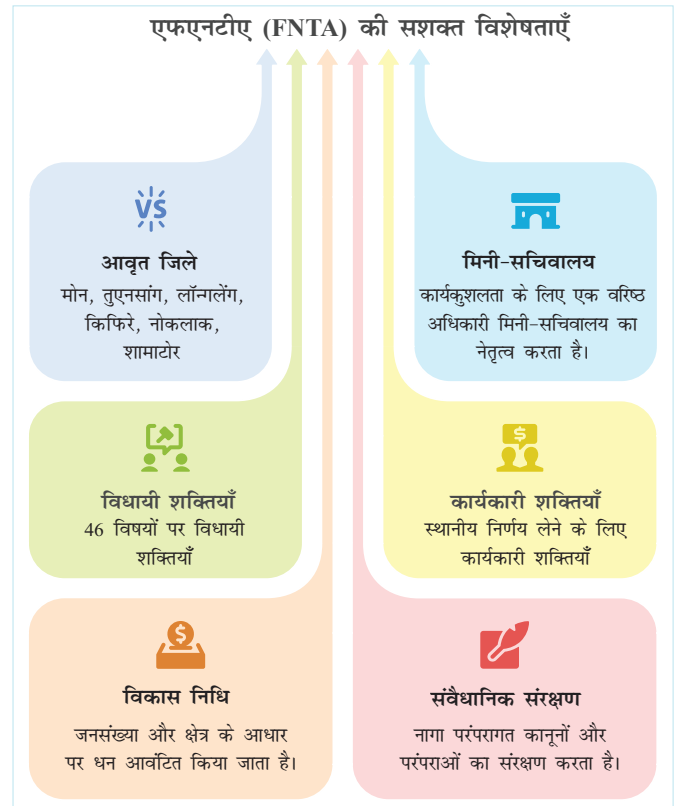 एफएनटीए (FNTA) की सशक्त विशेषताएँ
VS
आवृत जिले
मोन, तुएनसांग, लॉन्गलेंग,
किफिरे, नोकलाक,
शामाटोर
मिनी-सचिवालय
कार्यकुशलता के लिए एक वरिष्ठ
अधिकारी मिनी-सचिवालय का
नेतृत्व करता है।
विधायी शक्तियाँ
46 विषयों पर विधायी
शक्तियाँ
$
कार्यकारी शक्तियाँ
स्थानीय निर्णय लेने के लिए
कार्यकारी शक्तियाँ
$
विकास निधि
जनसंख्या और क्षेत्र के आधार
पर धन आवंटित किया जाता है।
संवैधानिक संरक्षण
नागा परंपरागत कानूनों और
परंपराओं का संरक्षण करता है।